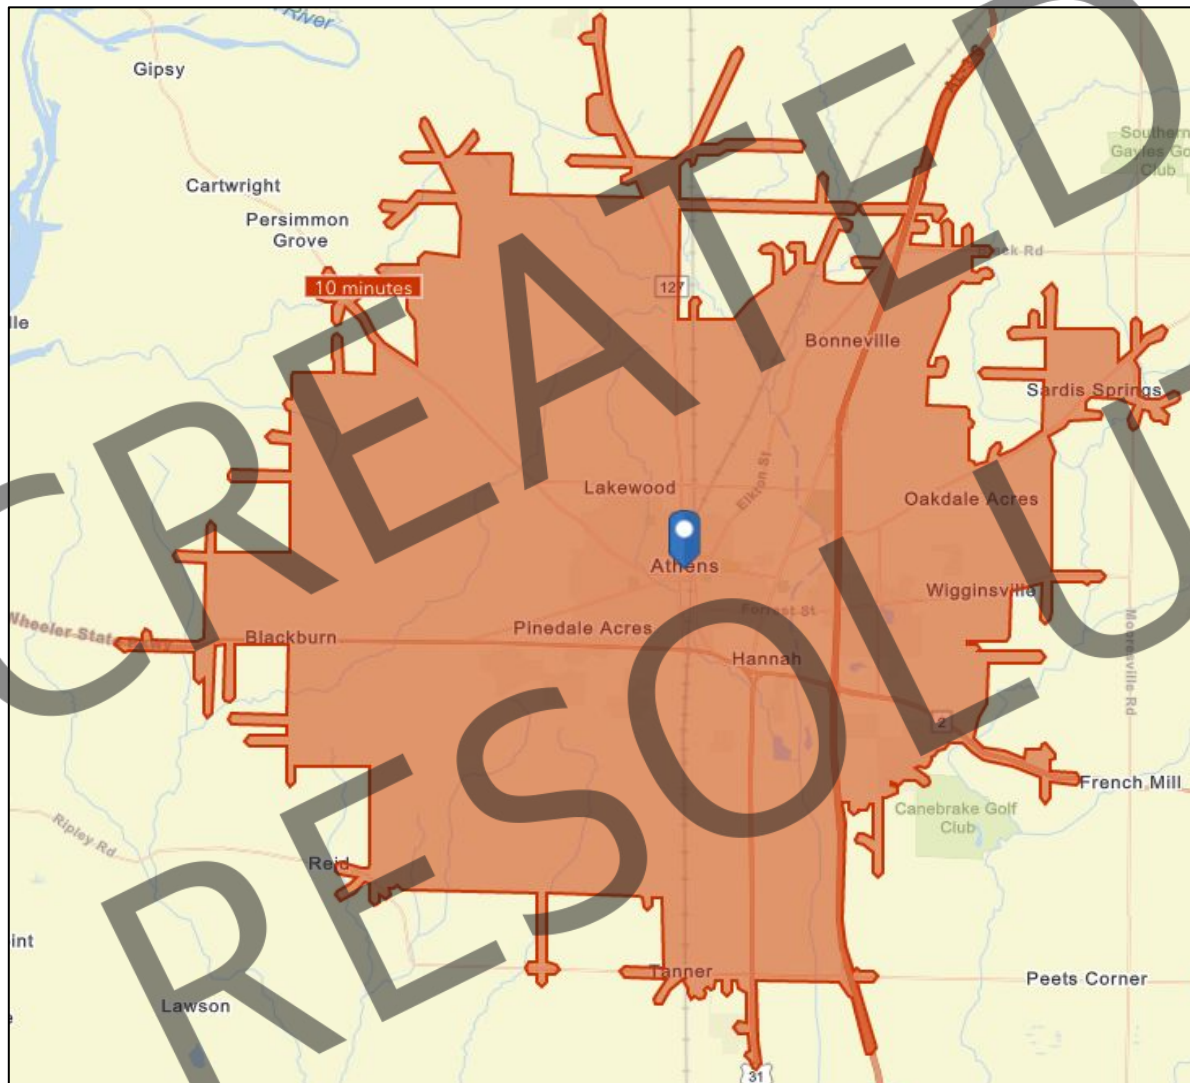 River
Gipsy
Southern
Gayles Go
Club
Cartwright
Persimmon
Grove
10 minutes
127
lle
Bonneville
Sardis Springs
Lakewood
Elkton St
Oakdale Acres
Athens
Wigginsville
Forrest St
Wheeler State
Blackburn
Pinedale Acres
Hannah
Mooresville Rd
2
French Mill
Canebrake Golf
Club
Ripley Rd
Reid
int
Tanner
Peets Corner
Lawson
31
CREATED
RESOLU